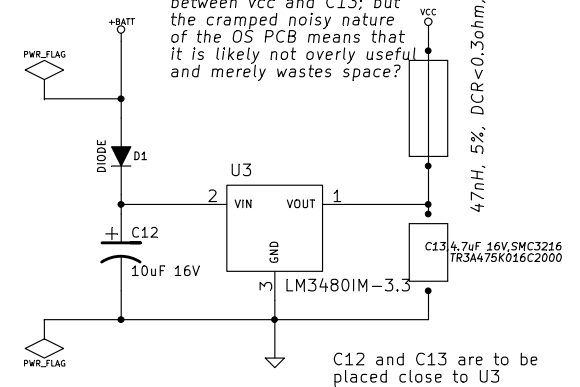 between Vcc and C13; but
the cramped noisy nature
of the OS PCB means that
it is likely not overly useful
and merely wastes space?
+BATT
VCC
PWR_FLAG
47nH, 5%, DCR<0.3ohm,
DIODE
D1
U3
2
VIN
VOUT
1
GND
3
LM3480IM-3.3
C12
10uF 16V
C13
4.7uF 16V,SMC3216
TR3A475K016C2000
PWR_FLAG
C12 and C13 are to be
placed close to U3